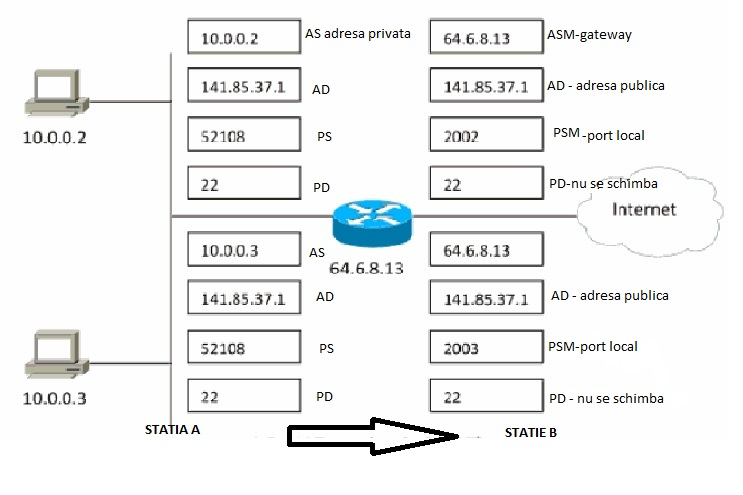 10.0.0.2 AS adresa privata 64.6.8.13 ASM-gateway
141.85.37.1 AD 141.85.37.1 AD - adresa publica
10.0.0.2
52108 PS 2002 PSM -port local
22 PD 22 PD-nu se schimba
Internet
10.0.0.3 AS 64.6.8.13
64.6.8.13
141.85.37.1 AD 141.85.37.1 AD - adresa publica
52108 PS 2003 PSM-port local
10.0.0.3
22 PD 22 PD - nu se schimba
STATIA A STATIE B